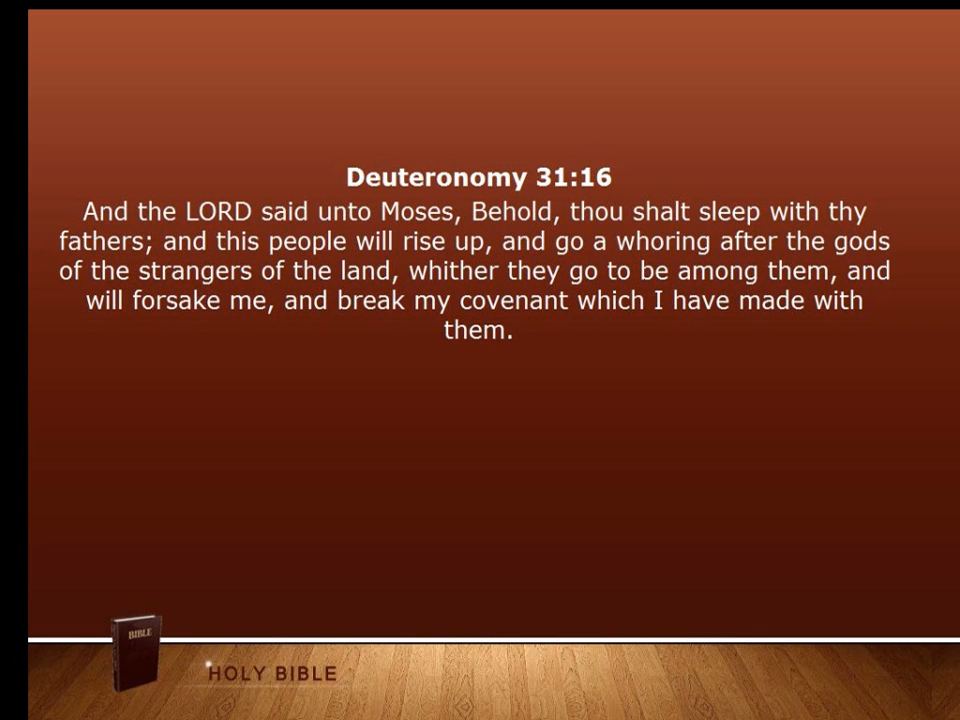 Deuteronomy 31:16
And the LORD said unto Moses, Behold, thou shalt sleep with thy
fathers; and this people will rise up, and go a whoring after the gods
of the strangers of the land, whither they go to be among them, and
will forsake me, and break my covenant which I have made with
them.
BIBLE
HOLY BIBLE